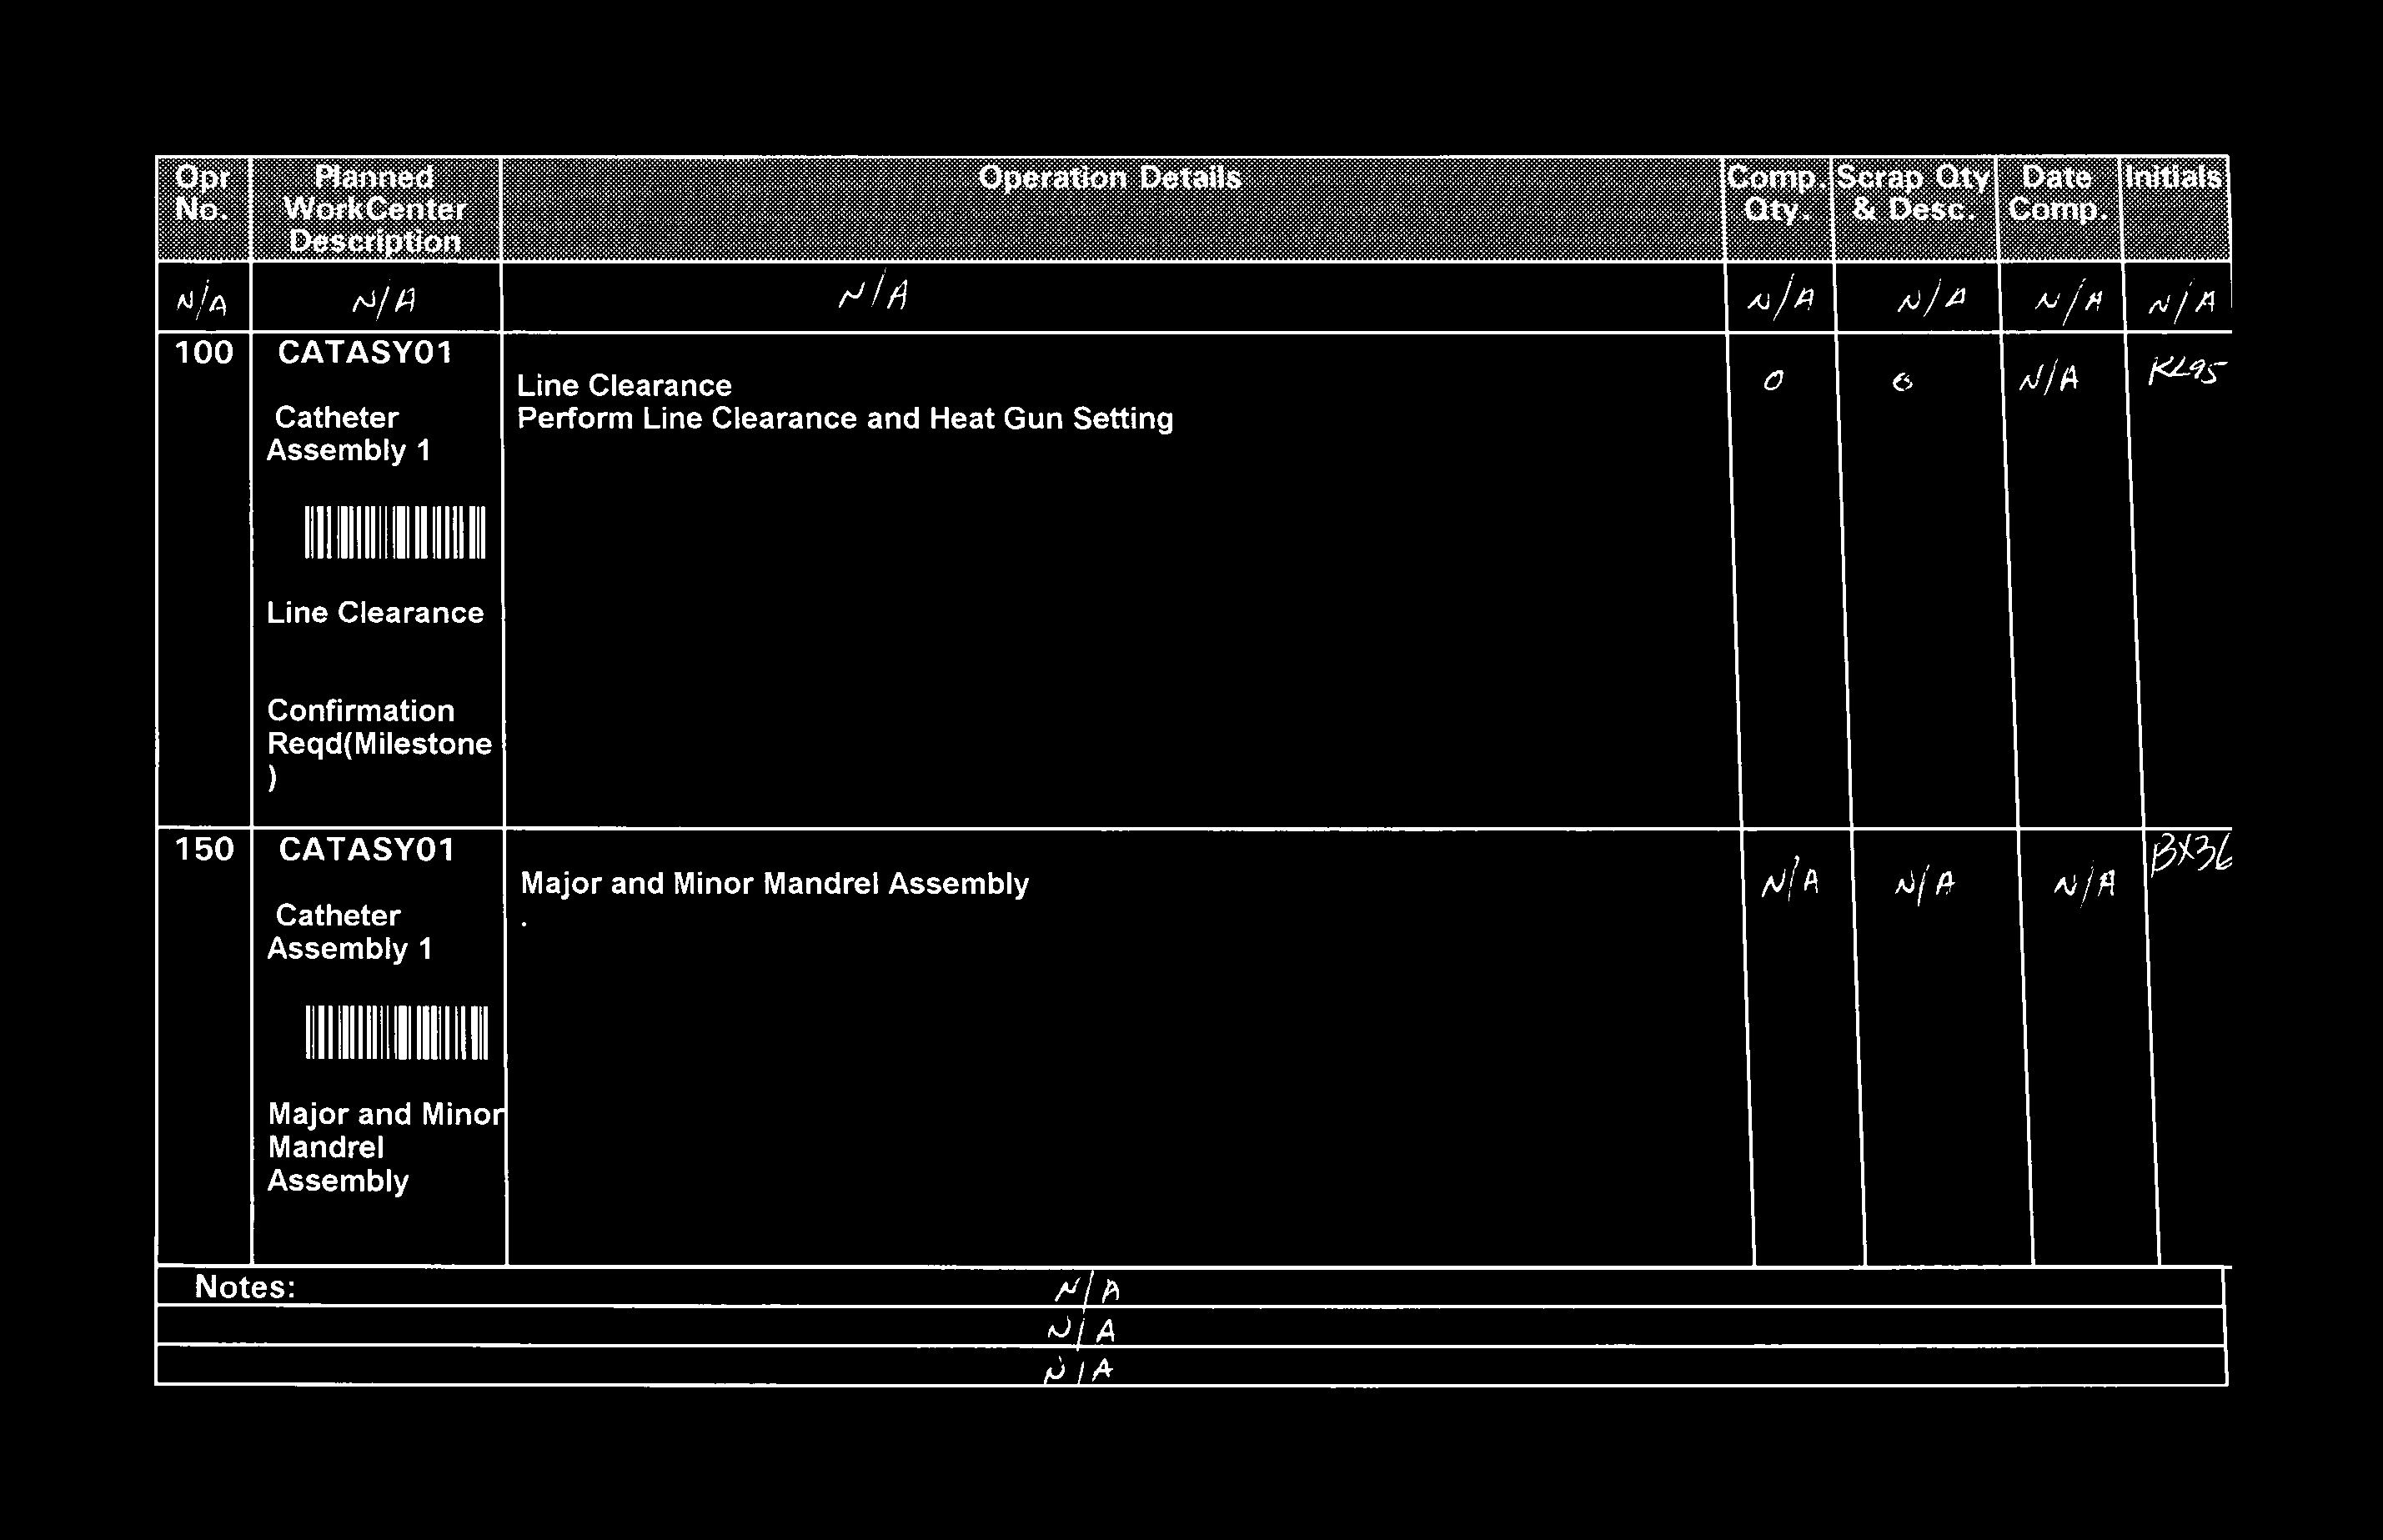 Opr No. Planned WorkCenter Description Operation Details Comp. Qty. Scrap Qty & Desc. Date Comp. Initials
N/A N/A N/A N/A N/A N/A N/A
100 CATASY01
Line Clearance 0 0 N/A KL95
Catheter Perform Line Clearance and Heat Gun Setting
Assembly 1
Line Clearance
Confirmation
Reqd(Milestone
)
150 CATASY01 BX36
Major and Minor Mandrel Assembly N/A N/A N/A
Catheter .
Assembly 1
Major and Minor
Mandrel
Assembly
Notes: N/A
N/A
N/A